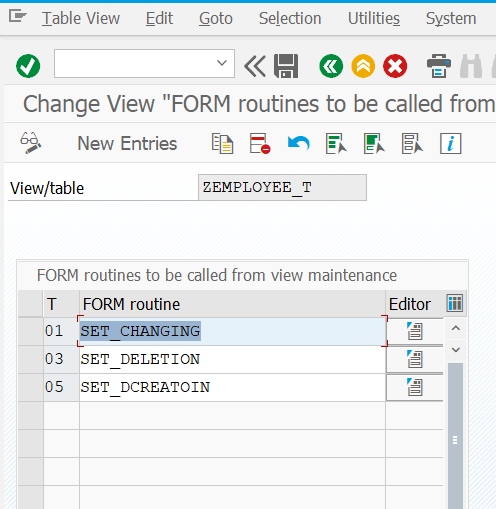 Table View Edit Goto Selection Utilities System
Change View "FORM routines to be called from
New Entries
View/table ZEMPLOYEE_T
FORM routines to be called from view maintenance
T FORM routine Editor
01 SET_CHANGING
03 SET_DELETION
05 SET_DCREATOIN